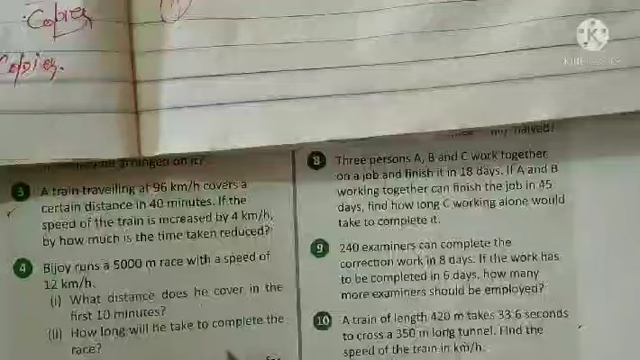 Copies
Copies.
KINEMASTER
arranged on it?
3 A train travelling at 96 km/h covers a
certain distance in 40 minutes. If the
speed of the train is increased by 4 km/h,
by how much is the time taken reduced?
4 Bijoy runs a 5000 m race with a speed of
12 km/h.
(i) What distance does he cover in the
first 10 minutes?
(ii) How long will he take to complete the
race?
halved?
8 Three persons A, B and C work together
on a job and finish it in 18 days. If A and B
working together can finish the job in 45
days, find how long C working alone would
take to complete it.
9 240 examiners can complete the
correction work in 8 days. If the work has
to be completed in 6 days, how many
more examiners should be employed?
10 A train of length 420 m takes 33.6 seconds
to cross a 350 m long tunnel. Find the
speed of the train in km/h.